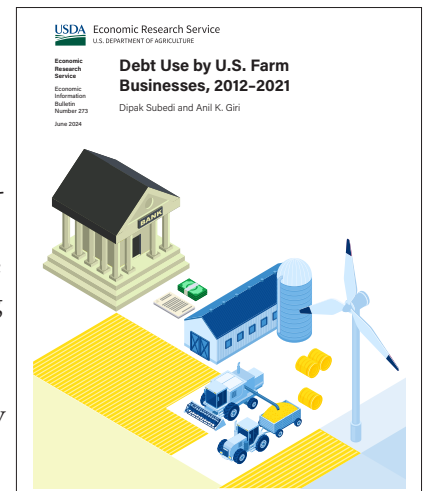 USDA Economic Research Service
U.S. DEPARTMENT OF AGRICULTURE
Economic
Research
Service
Economic
Information
Bulletin
Number 273
June 2024
Debt Use by U.S. Farm
Businesses, 2012–2021
Dipak Subedi and Anil K. Giri
BANK